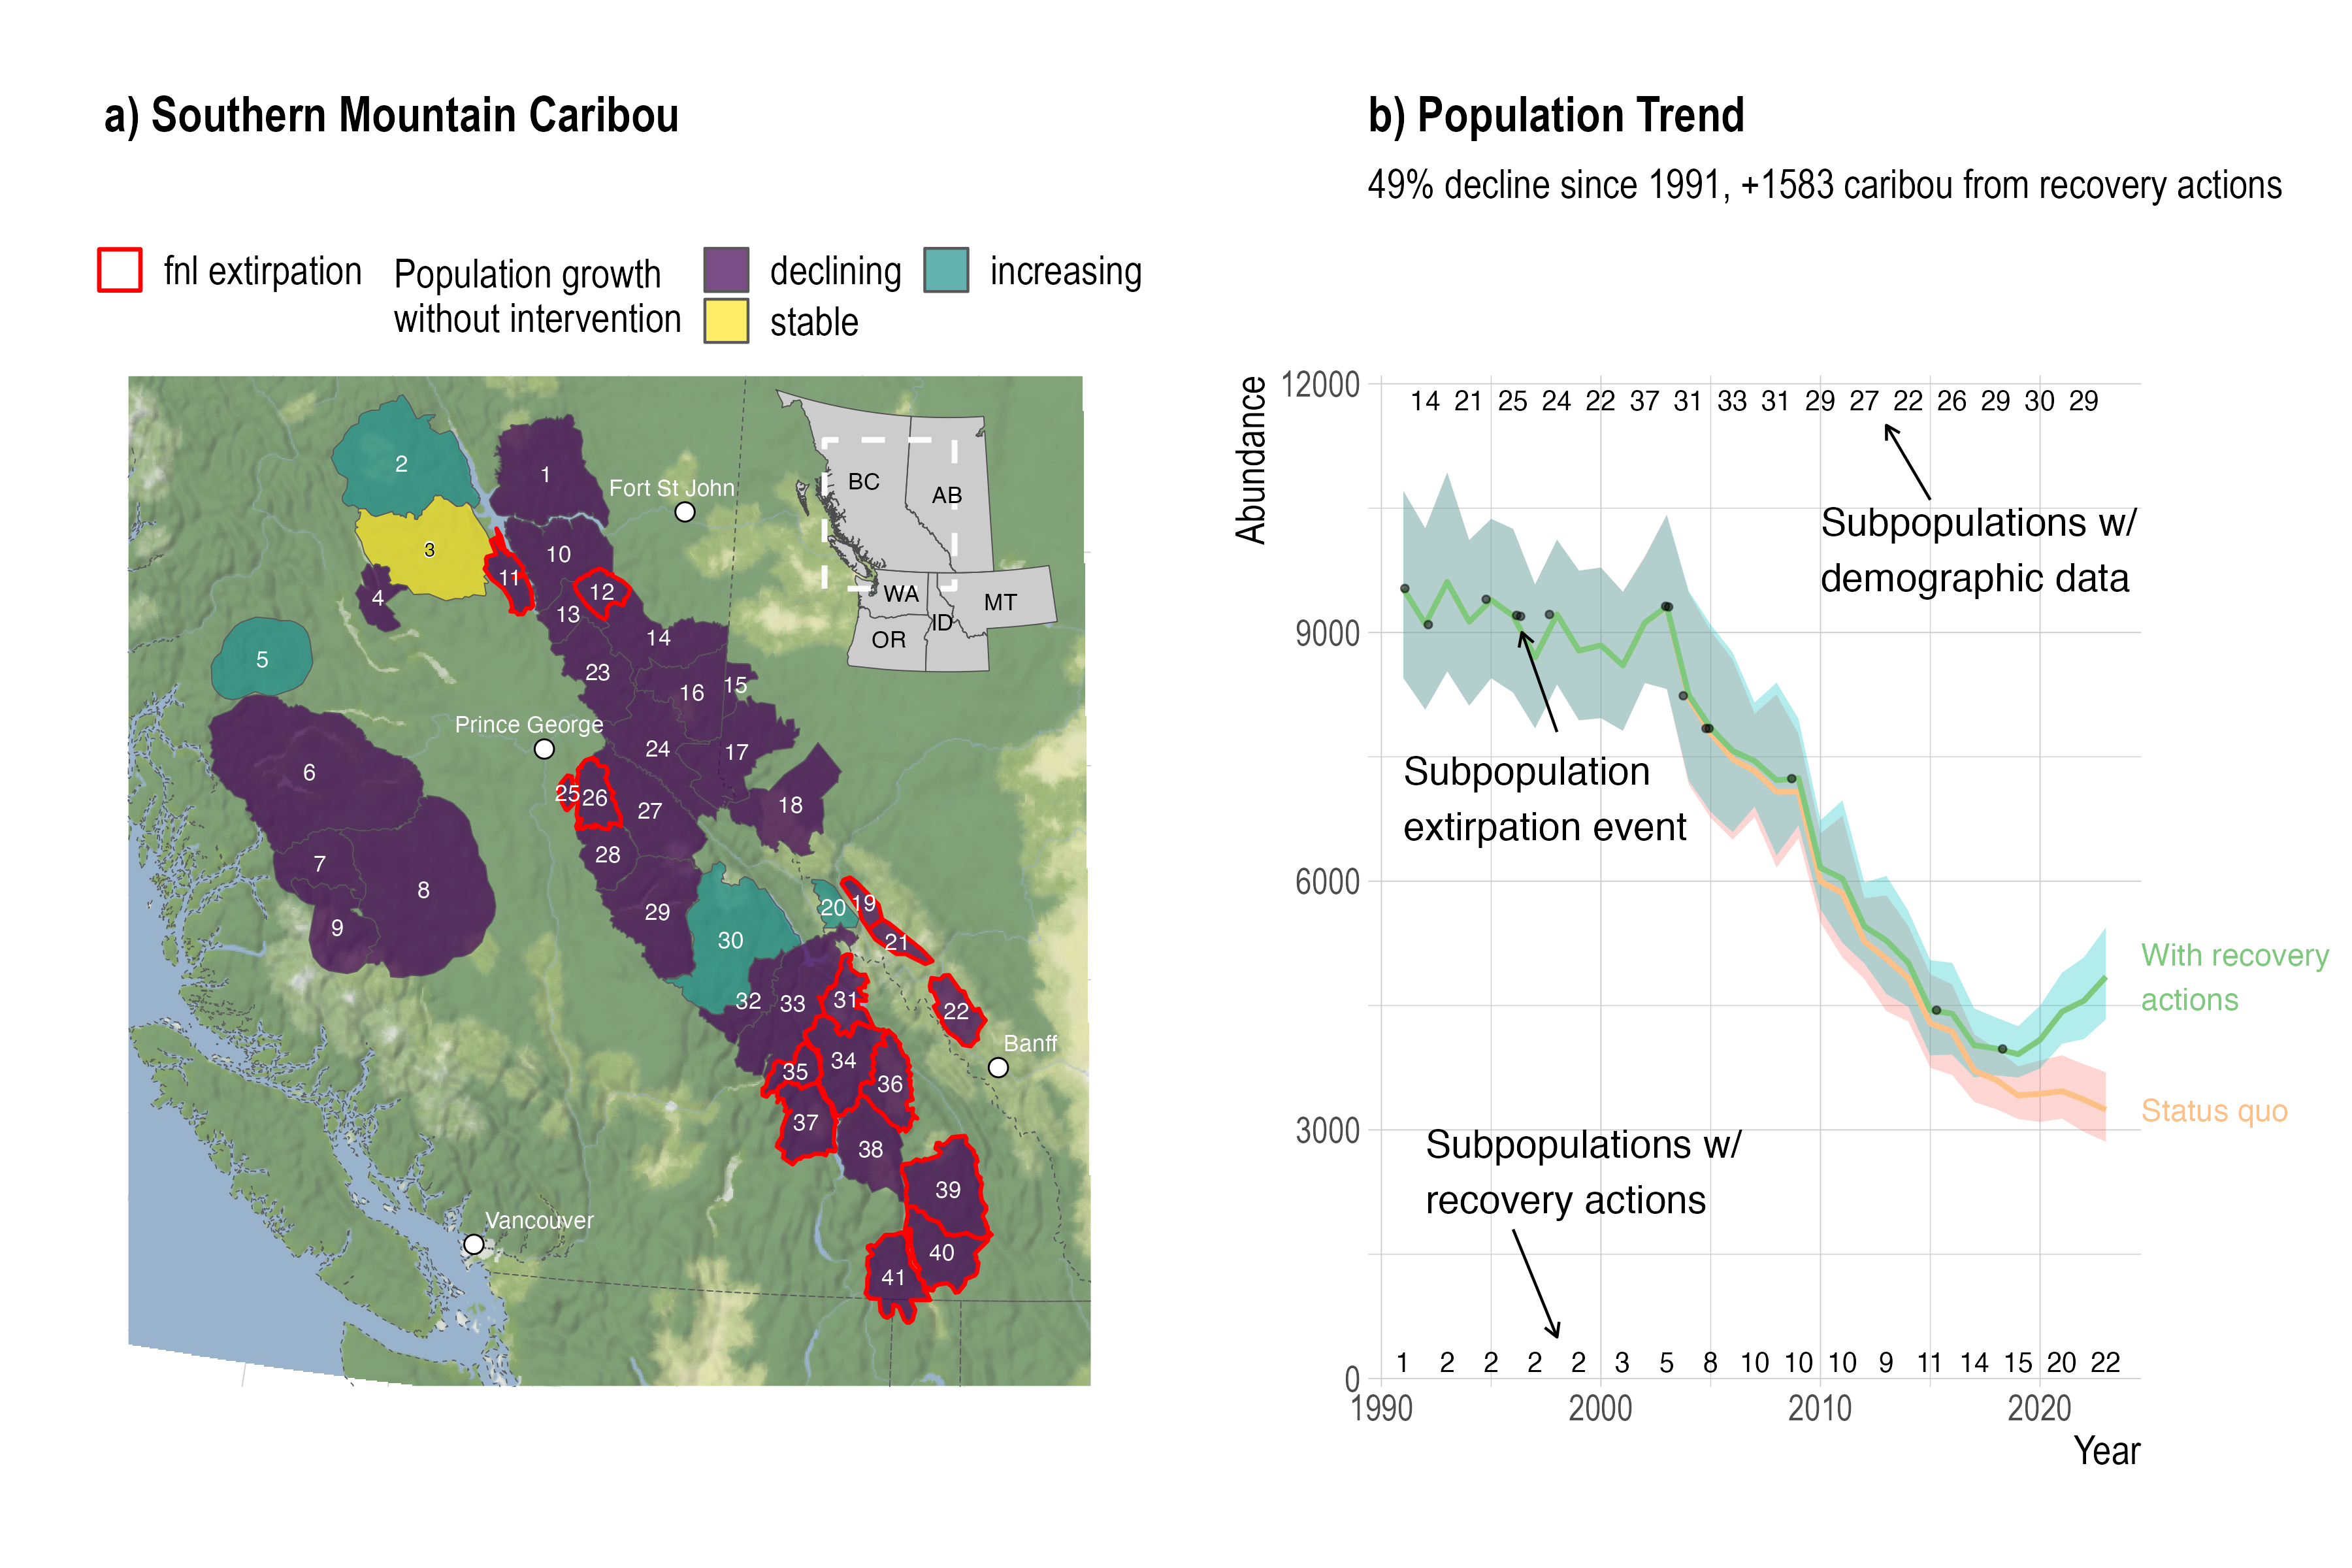 a) Southern Mountain Caribou
fnl extirpation
Population growth
without intervention
declining
increasing
stable
2
1
Fort St John
3
10
11
12
4
13
14
5
23
16
15
Prince George
24
17
6
25
26
27
18
28
7
8
29
9
30
20
19
21
32
33
31
22
Banff
34
35
36
37
38
39
Vancouver
40
41
BC
AB
WA
MT
ID
OR
b) Population Trend
49% decline since 1991, +1583 caribou from recovery actions
Abundance
12000
9000
6000
3000
0
14 21 25 24 22 37 31 33 31 29 27 22 26 29 30 29
Subpopulations w/
demographic data
Subpopulation
extirpation event
With recovery
actions
Status quo
Subpopulations w/
recovery actions
1 2 2 2 2 3 5 8 10 10 10 9 11 14 15 20 22
1990 2000 2010 2020
Year